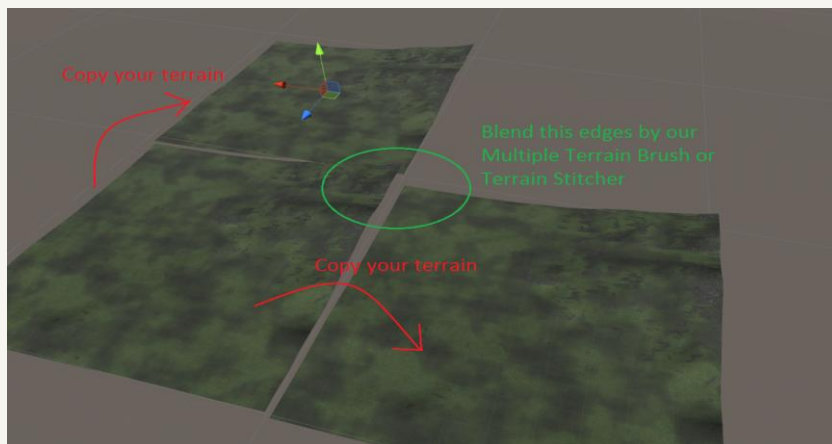 Copy your terrain
Blend this edges by our
Multiple Terrain Brush or
Terrain Stitcher
Copy your terrain